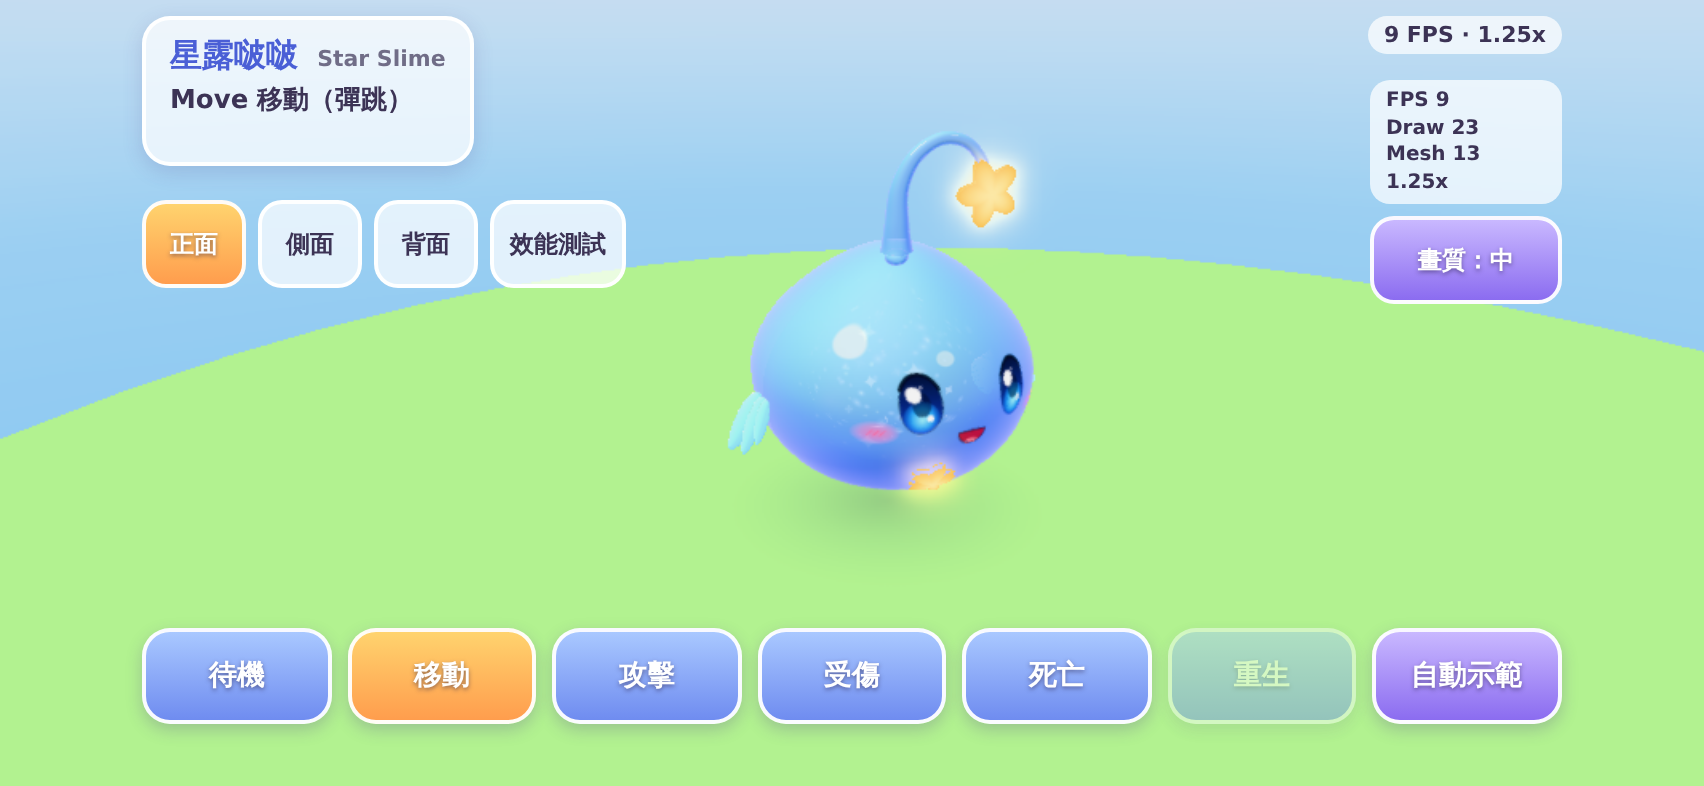 星露啵啵 Star Slime
Move 移動（彈跳）
9 FPS · 1.25x
FPS 9
Draw 23
Mesh 13
1.25x
正面 側面 背面 效能測試
畫質：中
待機 移動 攻擊 受傷 死亡 重生 自動示範